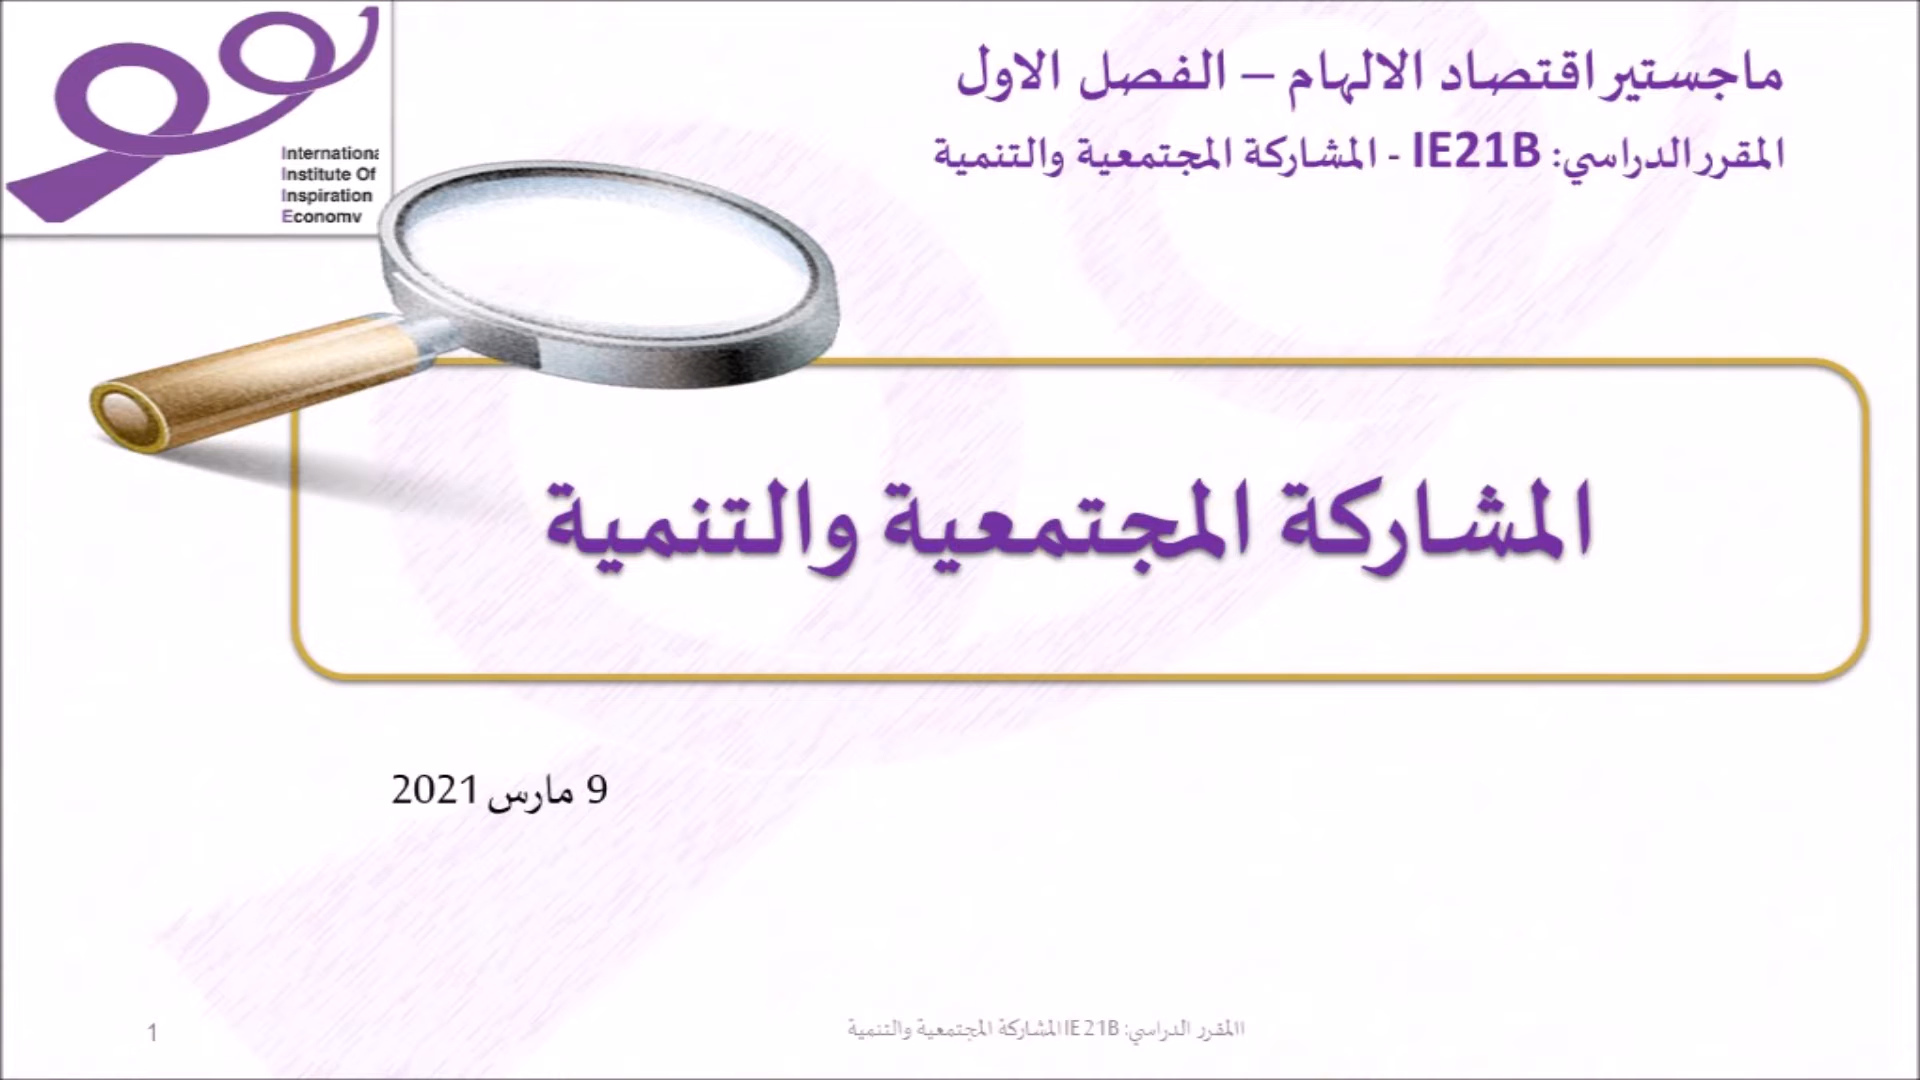 ماجستير اقتصاد الالهام – الفصل الاول
المقرر الدراسي: IE21B - المشاركة المجتمعية والتنمية
Internationa
Institute Of
Inspiration
Economy
المشاركة المجتمعية والتنمية
9 مارس 2021
االمقرر الدراسي: IE21B المشاركة المجتمعية والتنمية
1